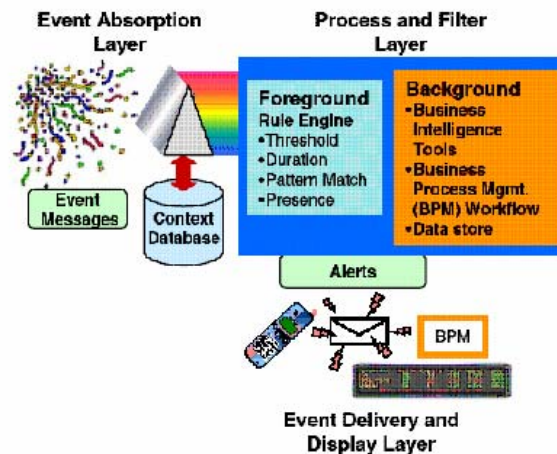 Event Absorption
Layer
Process and Filter
Layer
Event
Messages
Context
Database
Foreground
Rule Engine
•Threshold
•Duration
•Pattern Match
•Presence
Background
•Business
Intelligence
Tools
•Business
Process Mgmt.
(BPM) Workflow
•Data store
Alerts
BPM
Event Delivery and
Display Layer